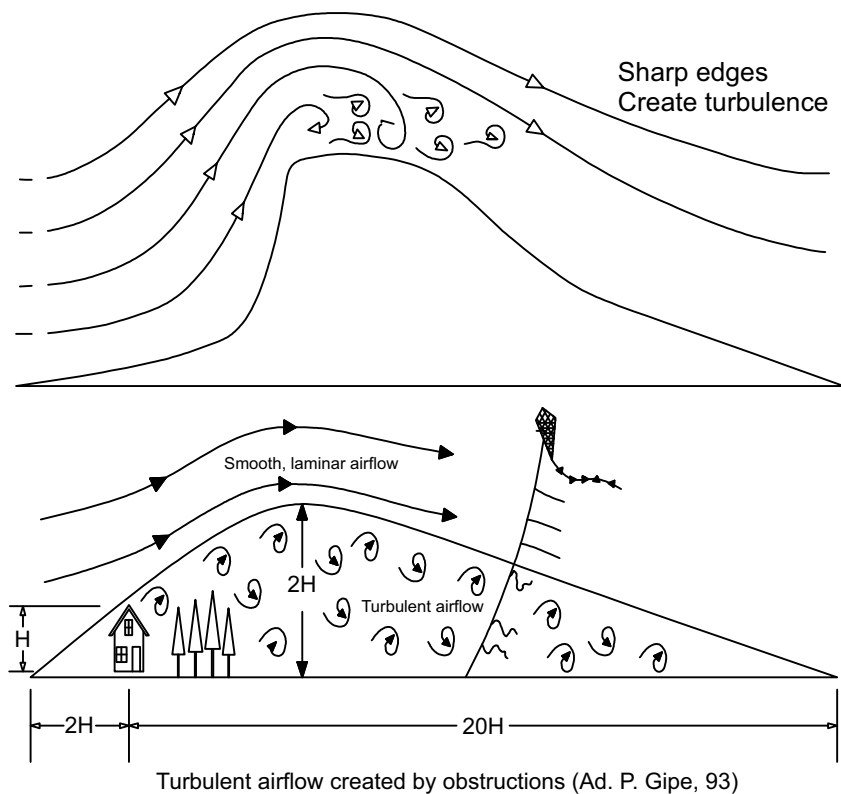 Sharp edges
Create turbulence
Smooth, laminar airflow
2H
Turbulent airflow
H
2H
20H
Turbulent airflow created by obstructions (Ad. P. Gipe, 93)